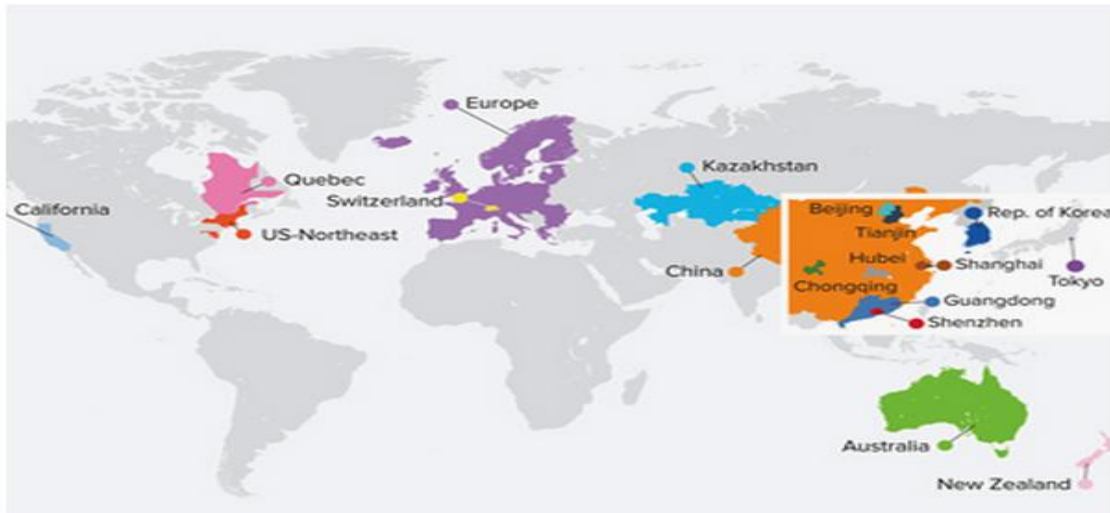 Europe
Quebec
Kazakhstan
Switzerland
California
Beijing
Rep. of Korea
US-Northeast
Tianjin
Hubei
Shanghai
China
Tokyo
Chongqing
Guangdong
Shenzhen
Australia
New Zealand